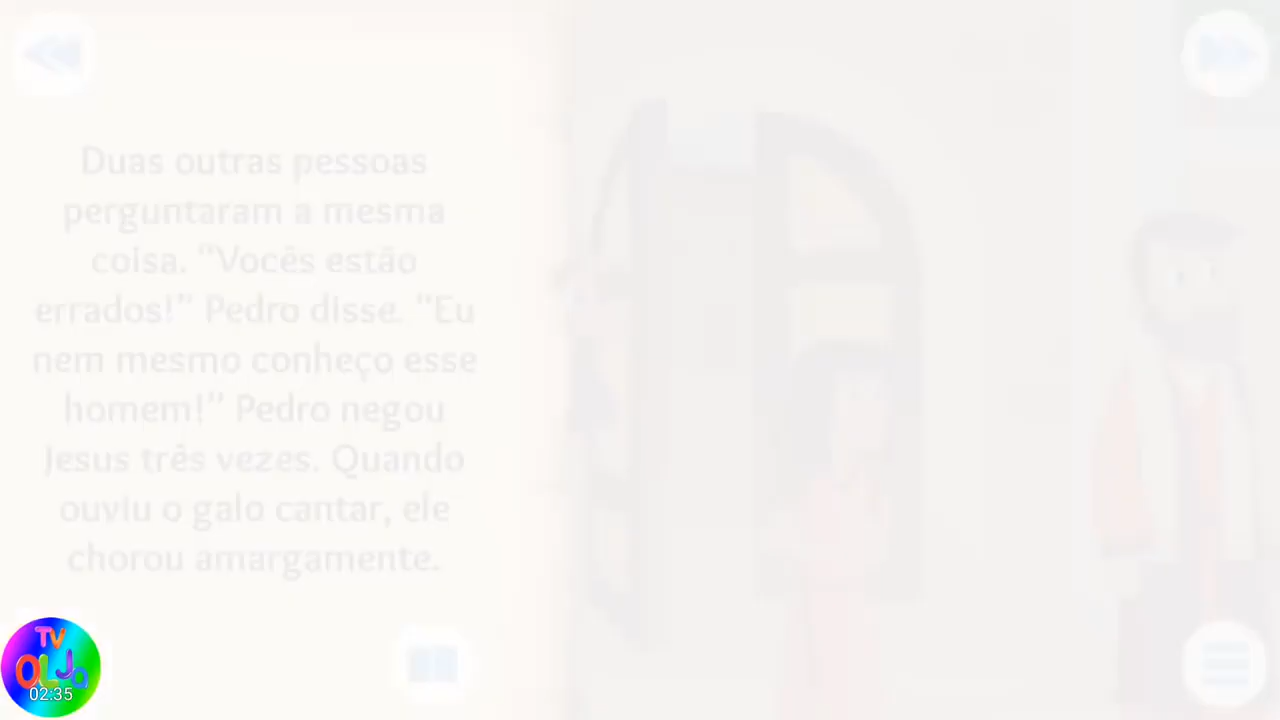 Duas outras pessoas
perguntaram a mesma
coisa. "Vocês estão
errados!" Pedro disse. "Eu
nem mesmo conheço esse
homem!" Pedro negou
Jesus três vezes. Quando
ouviu o galo cantar, ele
chorou amargamente.
TV
OLJa
02:35